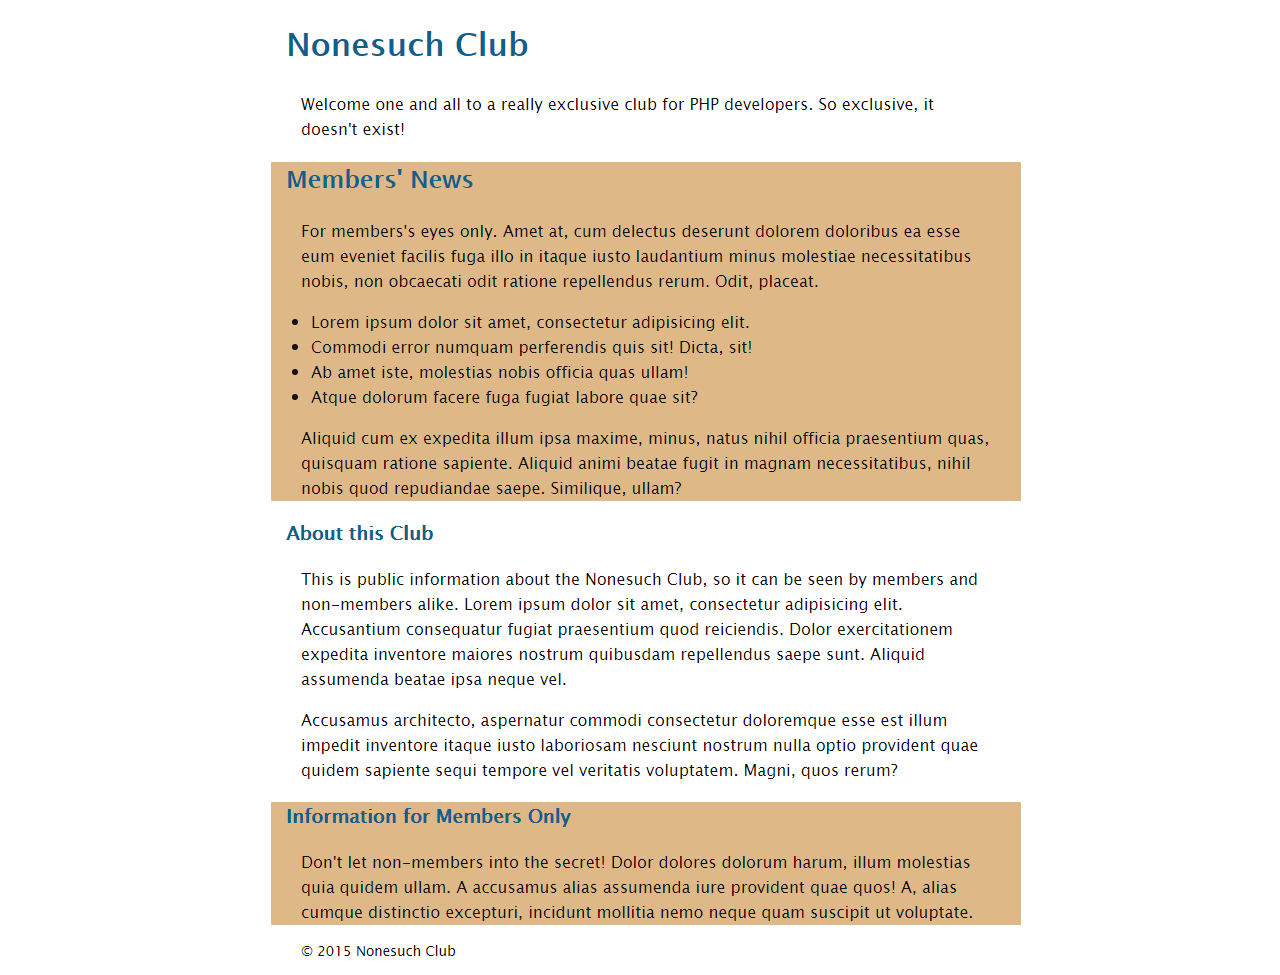 Nonesuch Club
Welcome one and all to a really exclusive club for PHP developers. So exclusive, it
doesn't exist!
Members' News
For members's eyes only. Amet at, cum delectus deserunt dolorem doloribus ea esse
eum eveniet facilis fuga illo in itaque iusto laudantium minus molestiae necessitatibus
nobis, non obcaecati odit ratione repellendus rerum. Odit, placeat.
• Lorem ipsum dolor sit amet, consectetur adipisicing elit.
• Commodi error numquam perferendis quis sit! Dicta, sit!
• Ab amet iste, molestias nobis officia quas ullam!
• Atque dolorum facere fuga fugiat labore quae sit?
Aliquid cum ex expedita illum ipsa maxime, minus, natus nihil officia praesentium quas,
quisquam ratione sapiente. Aliquid animi beatae fugit in magnam necessitatibus, nihil
nobis quod repudiandae saepe. Similique, ullam?
About this Club
This is public information about the Nonesuch Club, so it can be seen by members and
non-members alike. Lorem ipsum dolor sit amet, consectetur adipisicing elit.
Accusantium consequatur fugiat praesentium quod reiciendis. Dolor exercitationem
expedita inventore maiores nostrum quibusdam repellendus saepe sunt. Aliquid
assumenda beatae ipsa neque vel.
Accusamus architecto, aspernatur commodi consectetur doloremque esse est illum
impedit inventore itaque iusto laboriosam nesciunt nostrum nulla optio provident quae
quidem sapiente sequi tempore vel veritatis voluptatem. Magni, quos rerum?
Information for Members Only
Don't let non-members into the secret! Dolor dolores dolorum harum, illum molestias
quia quidem ullam. A accusamus alias assumenda iure provident quae quos! A, alias
cumque distinctio excepturi, incidunt mollitia nemo neque quam suscipit ut voluptate.
© 2015 Nonesuch Club